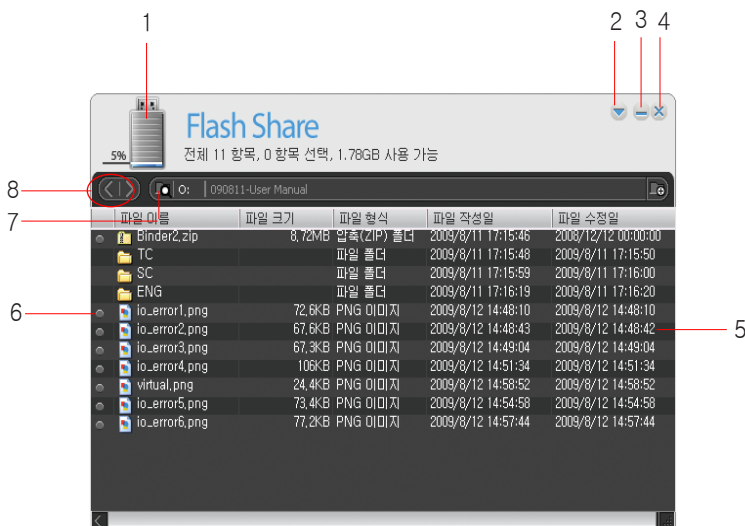 1
2 3 4
Flash Share
5%
전체 11 항목, 0 항목 선택, 1.78GB 사용 가능
8
O: 090811-User Manual
7
파일 이름 파일 크기 파일 형식 파일 작성일 파일 수정일
Binder2.zip 8,72MB 압축(ZIP) 폴더 2009/8/11 17:15:46 2008/12/12 00:00:00
TC 파일 폴더 2009/8/11 17:15:48 2009/8/11 17:15:50
SC 파일 폴더 2009/8/11 17:15:59 2009/8/11 17:16:00
ENG 파일 폴더 2009/8/11 17:16:19 2009/8/11 17:16:20
6
io_error1.png 72,6KB PNG 이미지 2009/8/12 14:48:10 2009/8/12 14:48:10
io_error2.png 67,6KB PNG 이미지 2009/8/12 14:48:43 2009/8/12 14:48:42
5
io_error3.png 67,3KB PNG 이미지 2009/8/12 14:49:04 2009/8/12 14:49:04
io_error4.png 106KB PNG 이미지 2009/8/12 14:51:34 2009/8/12 14:51:34
virtual.png 24,4KB PNG 이미지 2009/8/12 14:58:52 2009/8/12 14:58:52
io_error5.png 73,4KB PNG 이미지 2009/8/12 14:54:58 2009/8/12 14:54:58
io_error6.png 77,2KB PNG 이미지 2009/8/12 14:57:44 2009/8/12 14:57:44